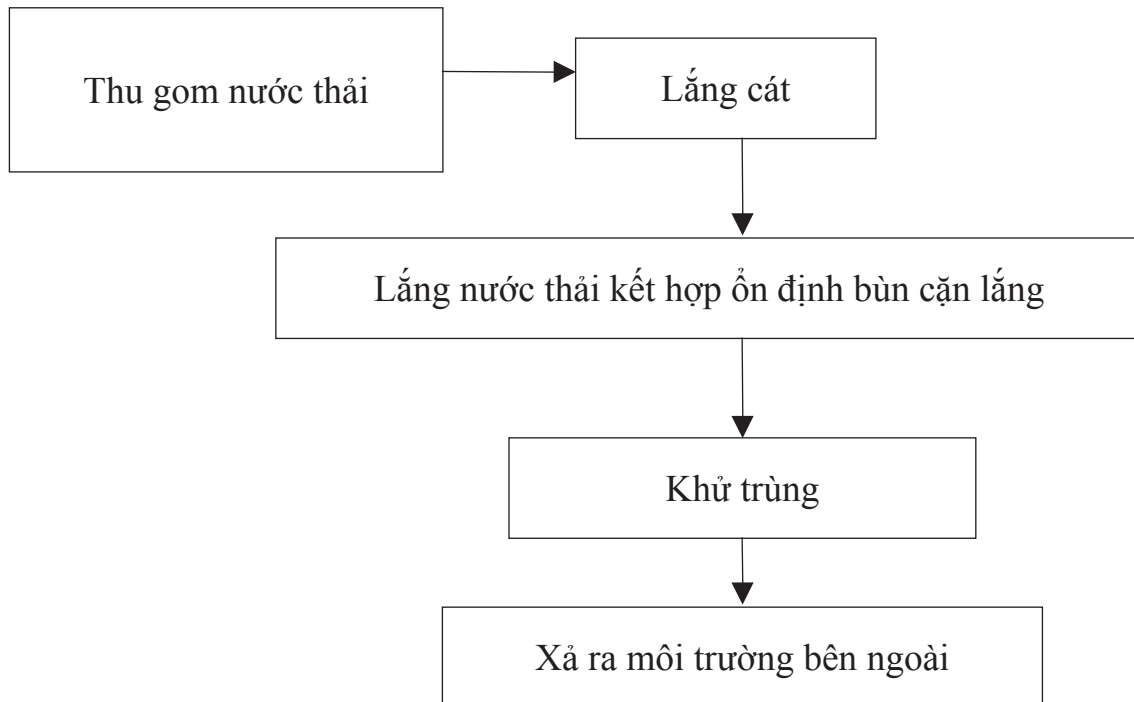 Thu gom nước thải
Lắng cát
Lắng nước thải kết hợp ổn định bùn cặn lắng
Khử trùng
Xả ra môi trường bên ngoài